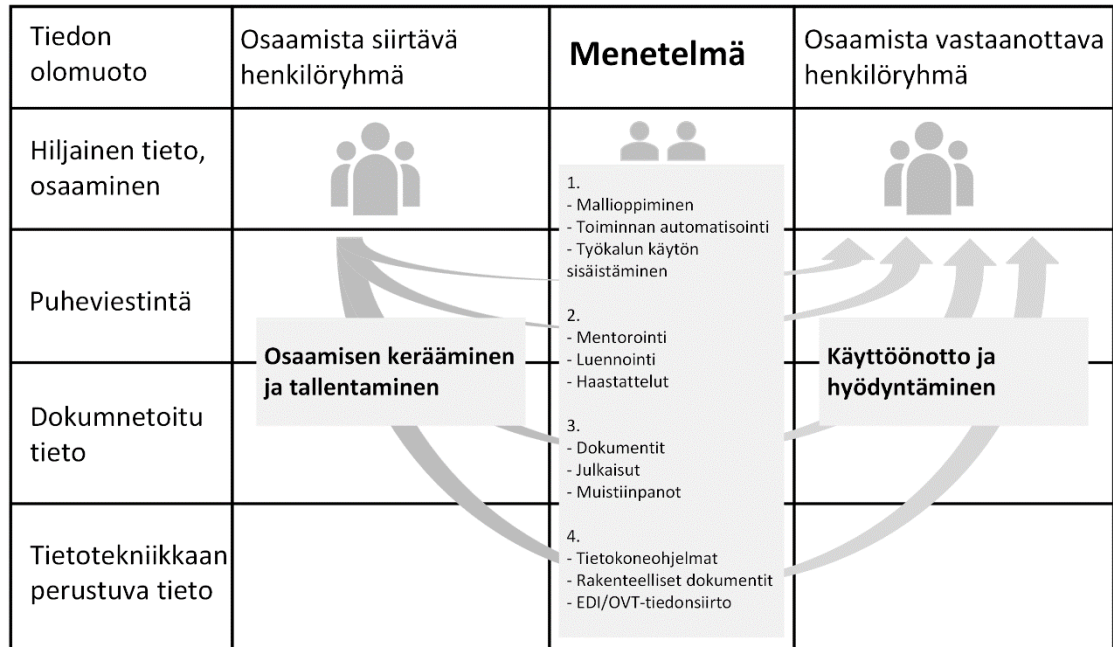 Tiedon
olomuoto
Osaamista siirtävä
henkilöryhmä
Menetelmä
Osaamista vastaanottava
henkilöryhmä
Hiljainen tieto,
osaaminen
1.
- Mallioppiminen
- Toiminnan automatisointi
- Työkalun käytön
sisäistäminen
Puheviestintä
2.
- Mentorointi
- Luennointi
- Haastattelut
Osaamisen kerääminen
ja tallentaminen
Käyttöönotto ja
hyödyntäminen
Dokumnetoitu
tieto
3.
- Dokumentit
- Julkaisut
- Muistiinpanot
Tietotekniikkaan
perustuva tieto
4.
- Tietokoneohjelmat
- Rakenteelliset dokumentit
- EDI/OVT-tiedonsiirto